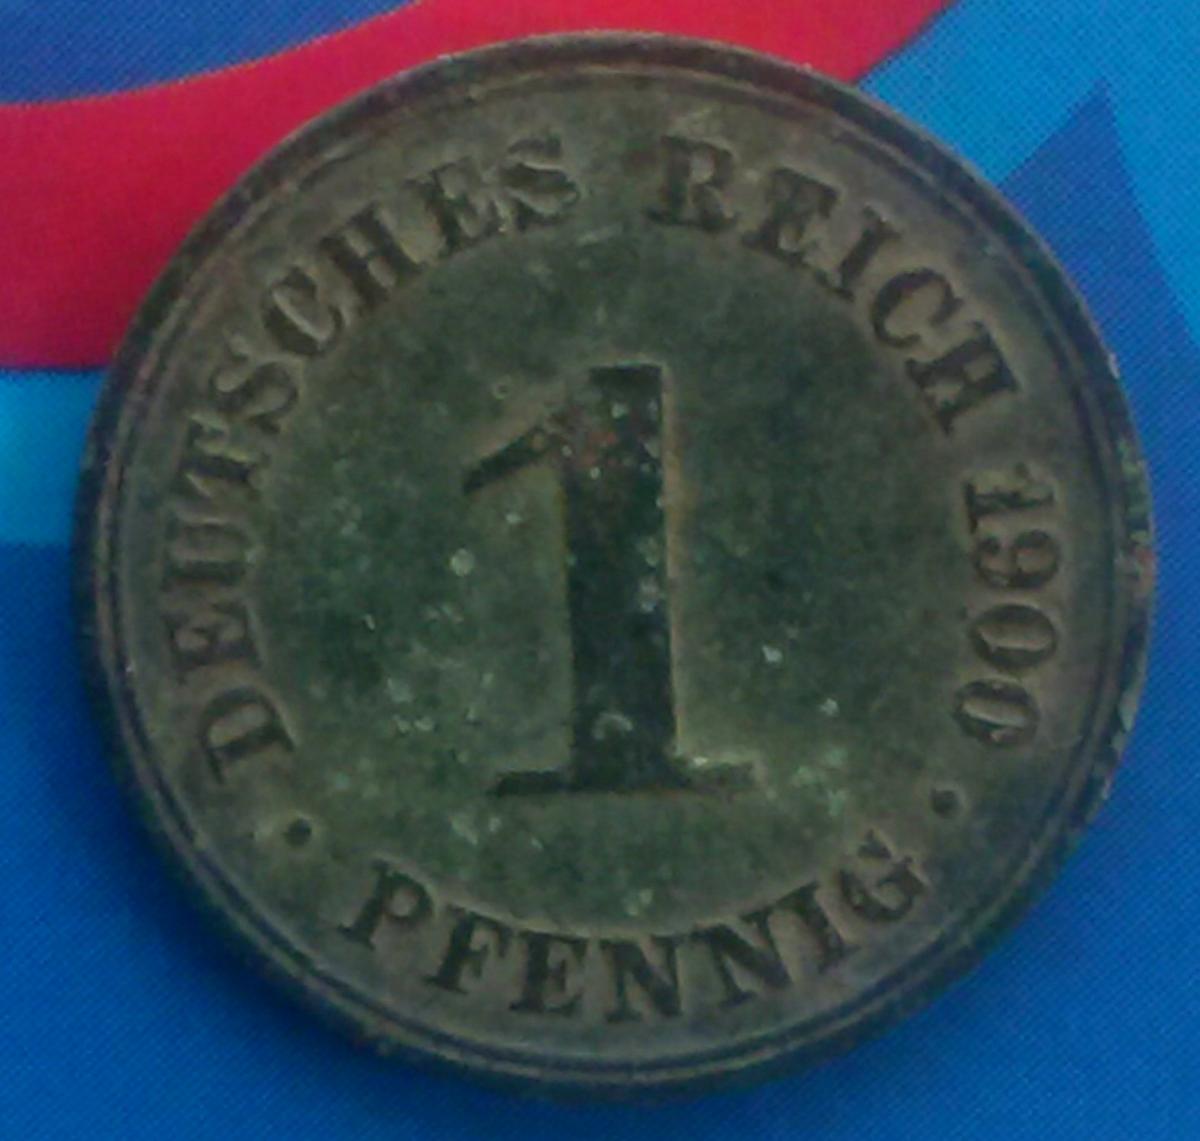 DEUTSCHES REICH 1900
1
· PFENNIG ·